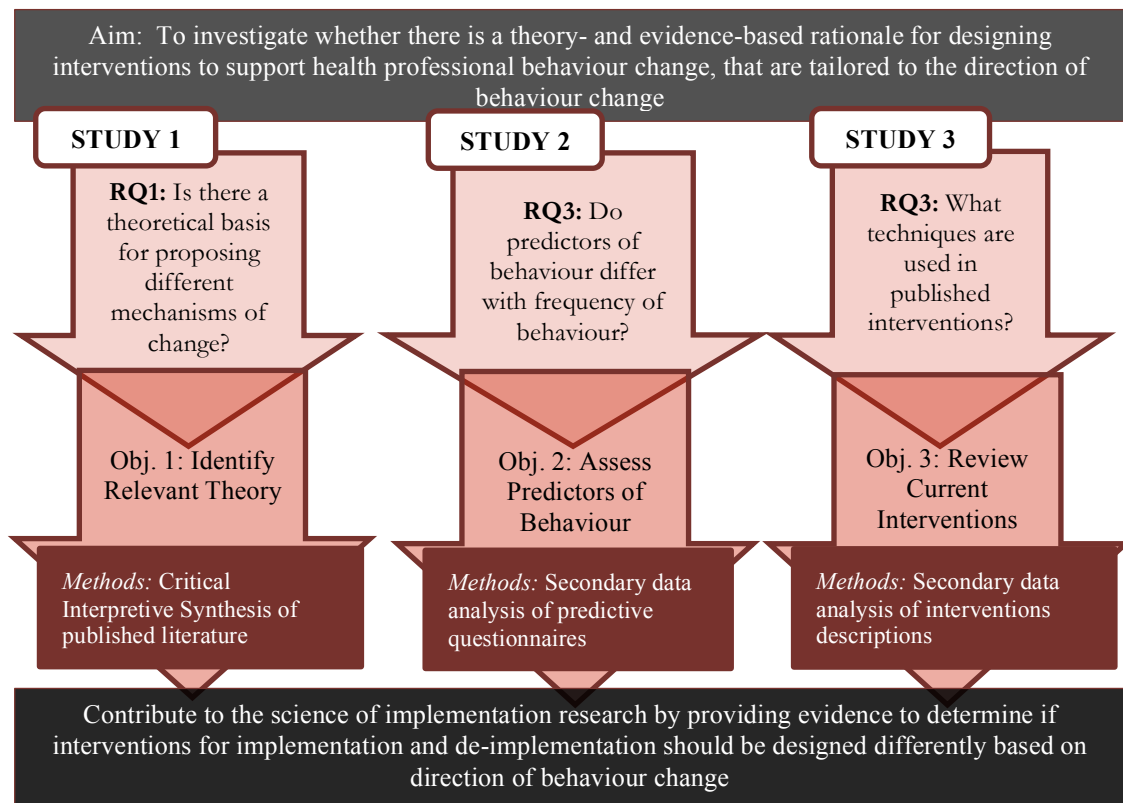 Aim:  To investigate whether there is a theory- and evidence-based rationale for designing
interventions to support health professional behaviour change, that are tailored to the direction of
behaviour change
STUDY 1
RQ1: Is there a
theoretical basis
for proposing
different
mechanisms of
change?
Obj. 1: Identify
Relevant Theory
Methods: Critical
Interpretive Synthesis of
published literature
STUDY 2
RQ3: Do
predictors of
behaviour differ
with frequency of
behaviour?
Obj. 2: Assess
Predictors of
Behaviour
Methods: Secondary data
analysis of predictive
questionnaires
STUDY 3
RQ3: What
techniques are
used in
published
interventions?
Obj. 3: Review
Current
Interventions
Methods: Secondary data
analysis of interventions
descriptions
Contribute to the science of implementation research by providing evidence to determine if
interventions for implementation and de-implementation should be designed differently based on
direction of behaviour change